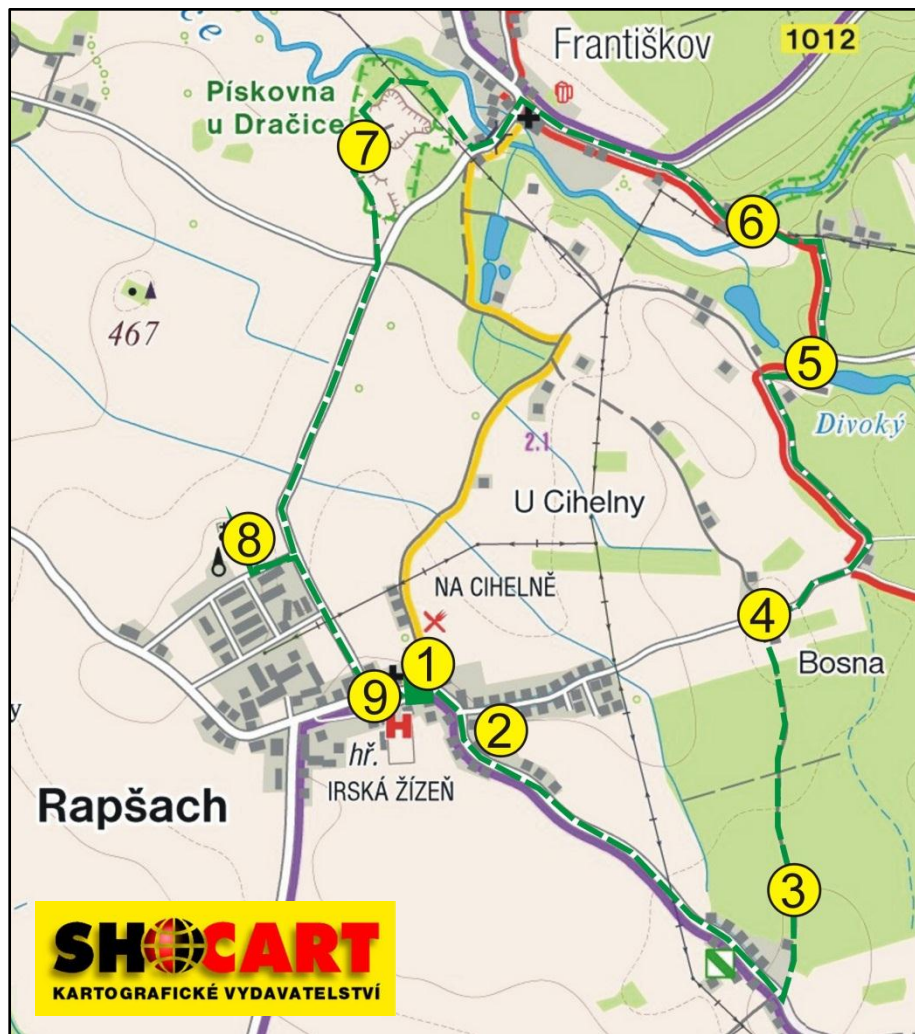 ře
Františkov
1012
Pískovna
u Dračice
7
6
467
5
Divoký
2.1
U Cihelny
8
NA CIHELNĚ
4
1
Bosna
9
2
y
hř.
IRSKÁ ŽÍZEŇ
Rapšach
3
SHOCART
KARTOGRAFICKÉ VYDAVATELSTVÍ